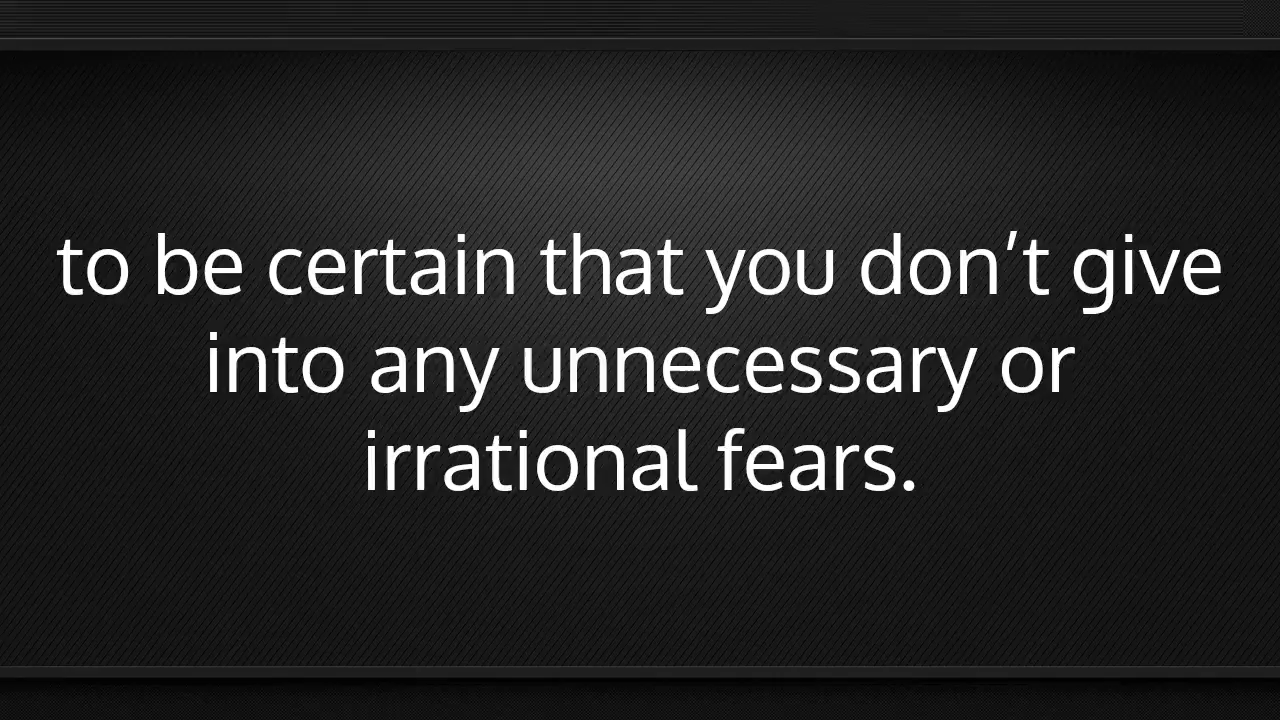 to be certain that you don’t give
into any unnecessary or
irrational fears.